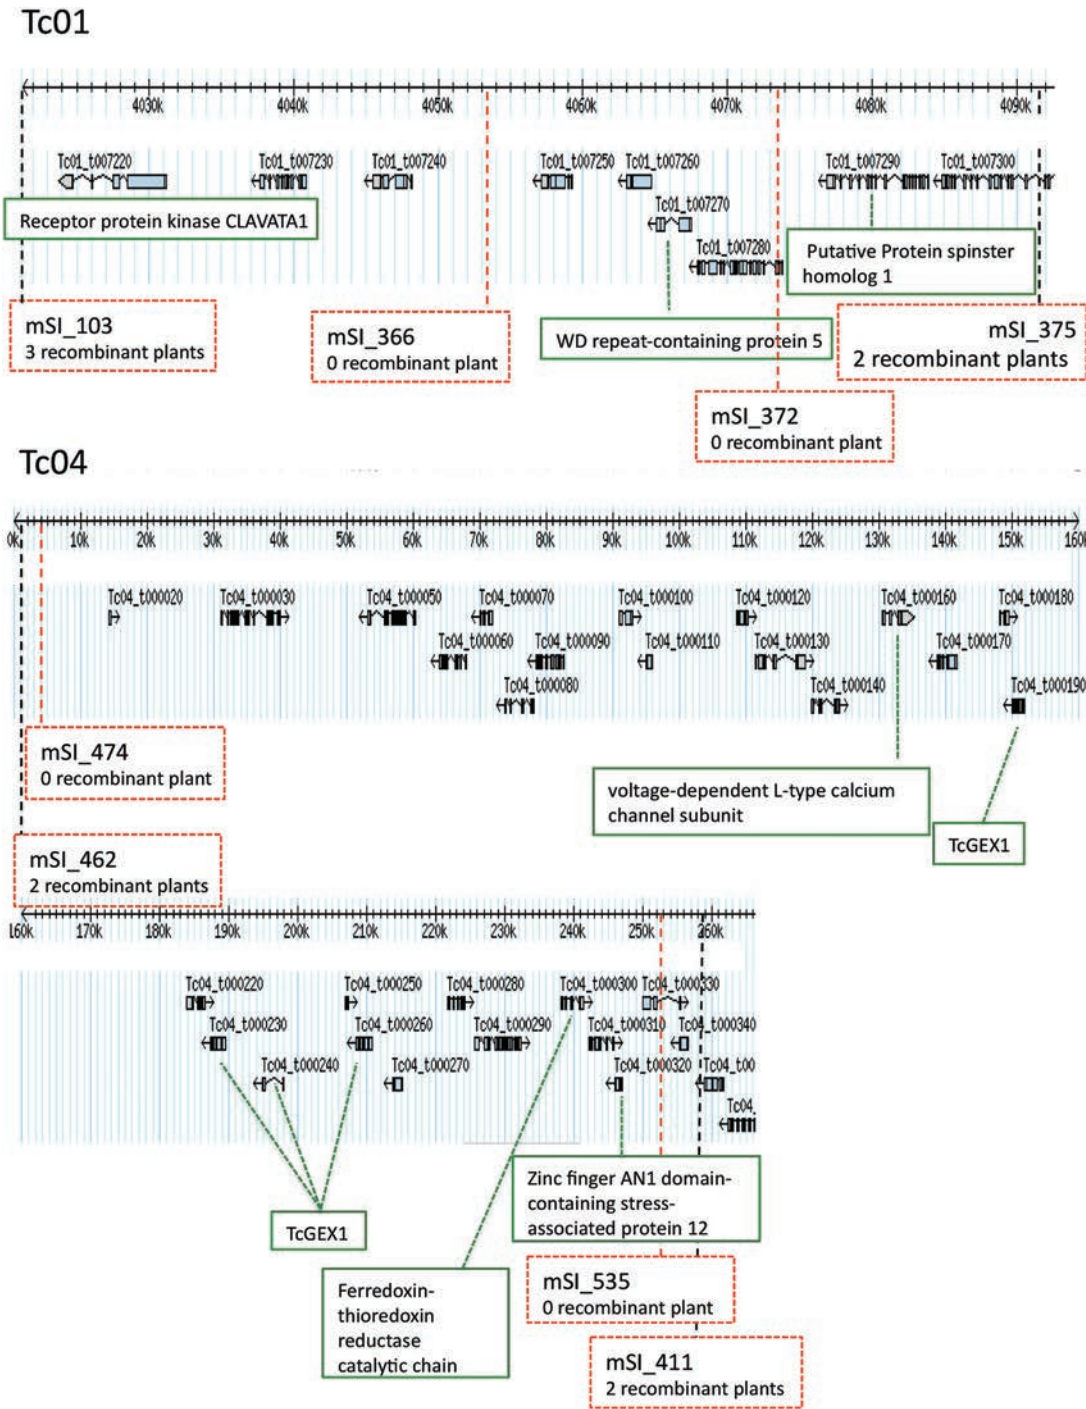 Tc01
4030k 4040k 4050k 4060k 4070k 4080k 4090k
Tc01_t007220 Tc01_t007230 Tc01_t007240 Tc01_t007250 Tc01_t007260 Tc01_t007290 Tc01_t007300
Tc01_t007270
Receptor protein kinase CLAVATA1
Tc01_t007280
Putative Protein spinster
homolog 1
mSI_103
3 recombinant plants
mSI_366
0 recombinant plant
WD repeat-containing protein 5
mSI_375
2 recombinant plants
mSI_372
0 recombinant plant
Tc04
0k 10k 20k 30k 40k 50k 60k 70k 80k 90k 100k 110k 120k 130k 140k 150k 160k
Tc04_t000020 Tc04_t000030 Tc04_t000050 Tc04_t000070 Tc04_t000100 Tc04_t000120 Tc04_t000160 Tc04_t000180
Tc04_t000060 Tc04_t000090 Tc04_t000110 Tc04_t000130 Tc04_t000170
Tc04_t000080 Tc04_t000140 Tc04_t000190
mSI_474
0 recombinant plant
voltage-dependent L-type calcium
channel subunit
TcGEX1
mSI_462
2 recombinant plants
160k 170k 180k 190k 200k 210k 220k 230k 240k 250k 260k
Tc04_t000220 Tc04_t000250 Tc04_t000280 Tc04_t000300 Tc04_t000330
Tc04_t000230 Tc04_t000260 Tc04_t000290 Tc04_t000310 Tc04_t000340
Tc04_t000240 Tc04_t000270 Tc04_t000320 Tc04_t00
Tc04_
Zinc finger AN1 domain-
containing stress-
associated protein 12
TcGEX1
Ferredoxin-
thioredoxin
reductase
catalytic chain
mSI_535
0 recombinant plant
mSI_411
2 recombinant plants